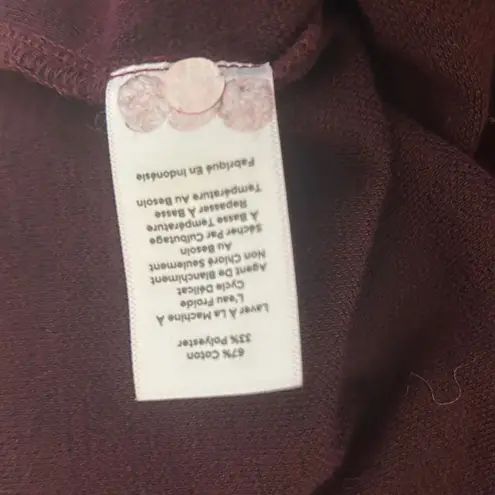 67% Coton
33% Polyester
Laver À La Machine À
L'eau Froide
Cycle Délicat
Agent De Blanchiment
Non Chloré Seulement
Au Besoin
Sécher Par Culbutage
À Basse Température
Repasser À Basse
Température Au Besoin
Fabriqué En Indonésie